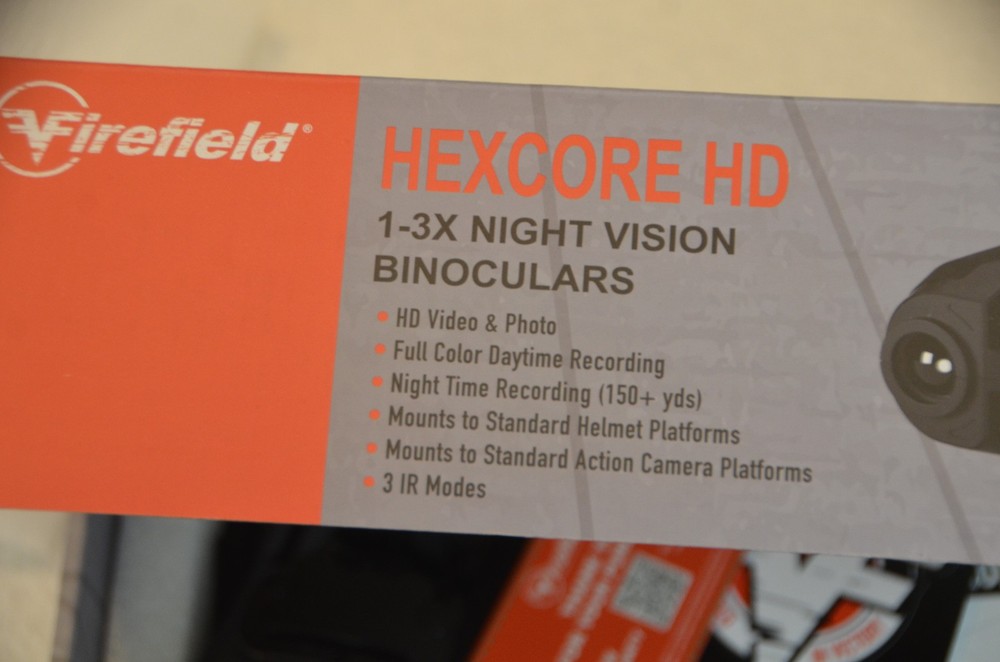 Firefield®
HEXCORE HD
1-3X NIGHT VISION
BINOCULARS
• HD Video & Photo
• Full Color Daytime Recording
• Night Time Recording (150+ yds)
• Mounts to Standard Helmet Platforms
• Mounts to Standard Action Camera Platforms
• 3 IR Modes